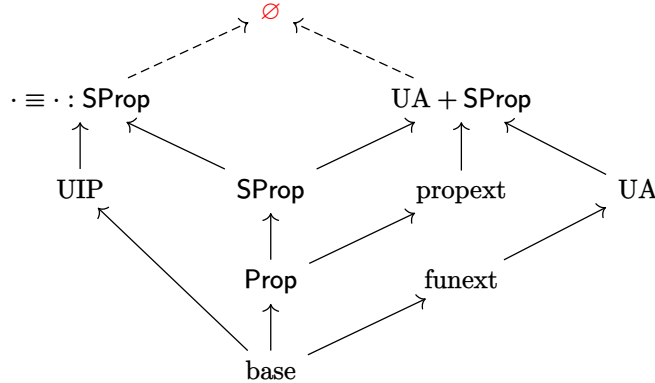 ∅
· ≡ · : SProp
UA + SProp
UIP
SProp
propext
UA
Prop
funext
base